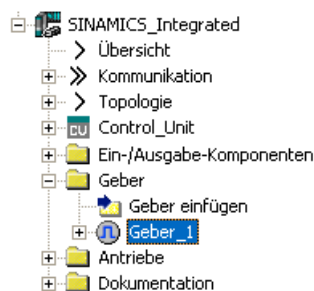 SINAMICS_Integrated
Übersicht
Kommunikation
Topologie
CU Control_Unit
Ein-/Ausgabe-Komponenten
Geber
Geber einfügen
Geber_1
Antriebe
Dokumentation